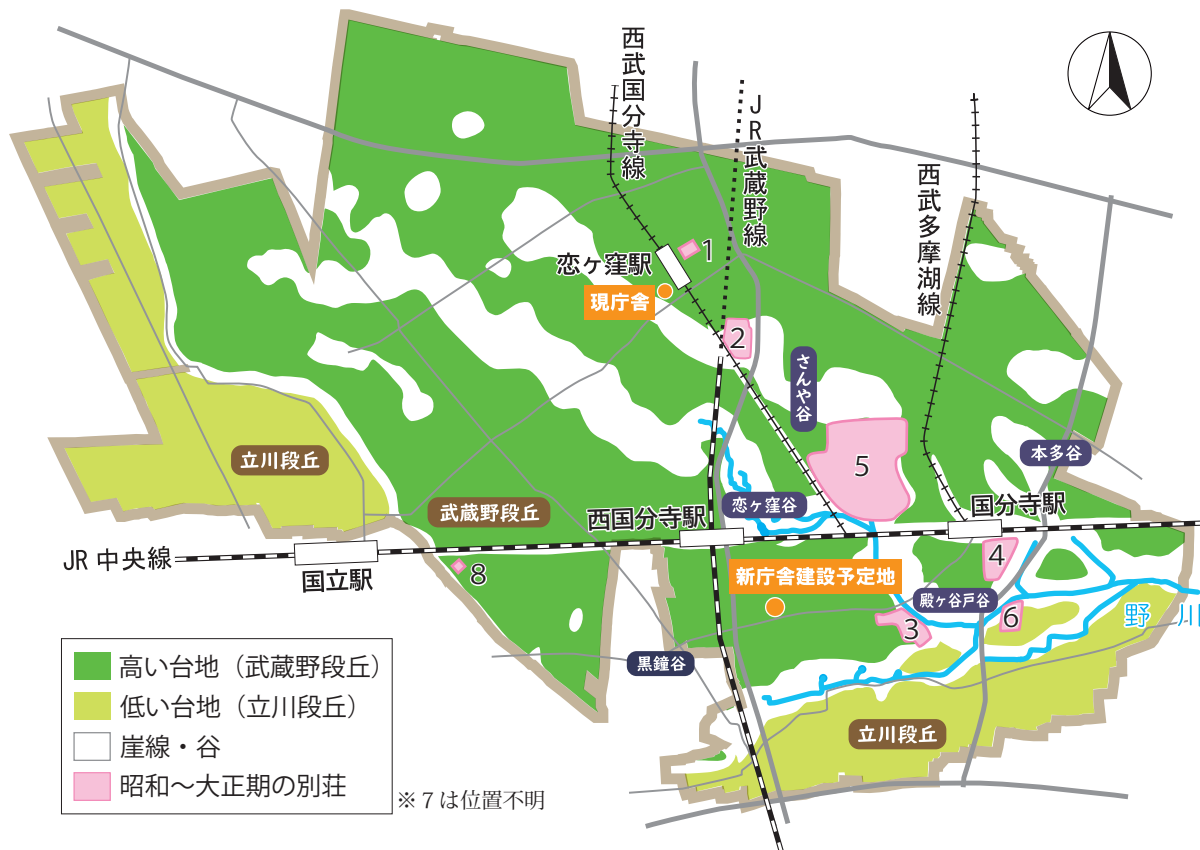 西武国分寺線
JR武蔵野線
西武多摩湖線
恋ヶ窪駅
1
現庁舎
2
さんや谷
5
本多谷
立川段丘
武蔵野段丘
西国分寺駅
恋ヶ窪谷
国分寺駅
JR 中央線
国立駅
8
新庁舎建設予定地
4
殿ヶ谷戸谷
3
6
野 川
黒鐘谷
立川段丘
高い台地（武蔵野段丘）
低い台地（立川段丘）
崖線・谷
昭和～大正期の別荘
※７は位置不明